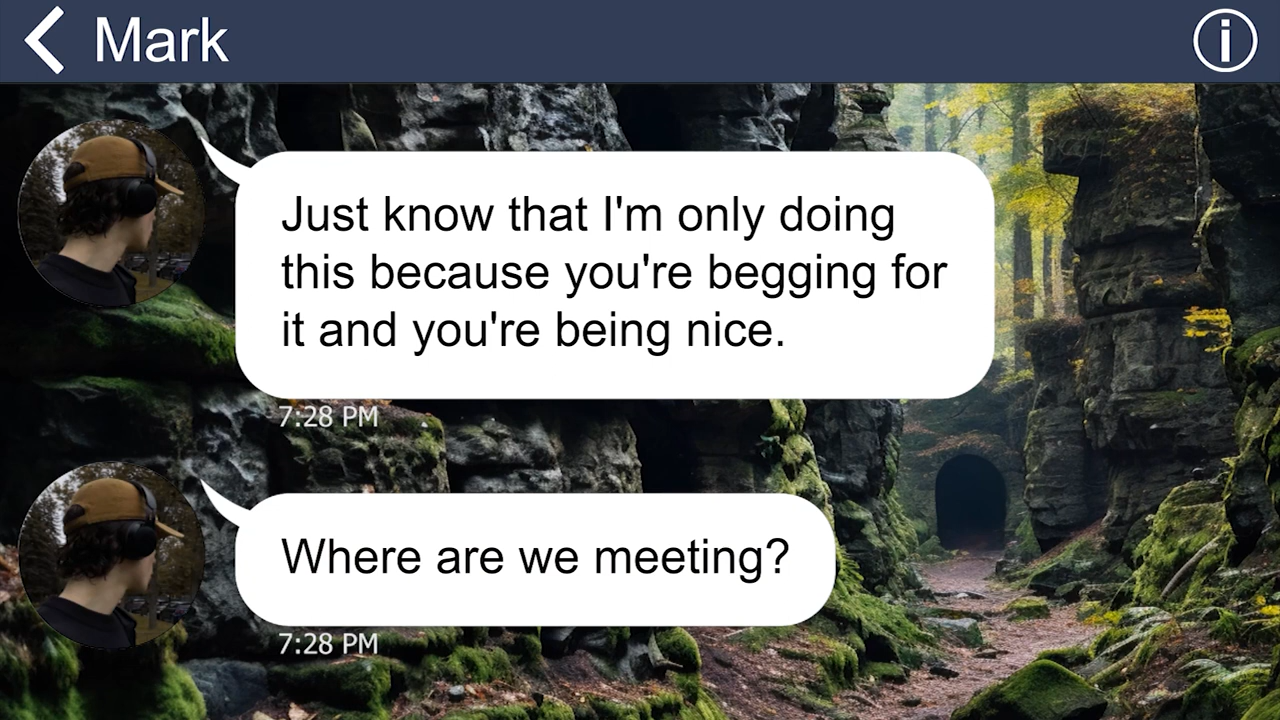 Mark
Just know that I'm only doing
this because you're begging for
it and you're being nice.
7:28 PM
Where are we meeting?
7:28 PM